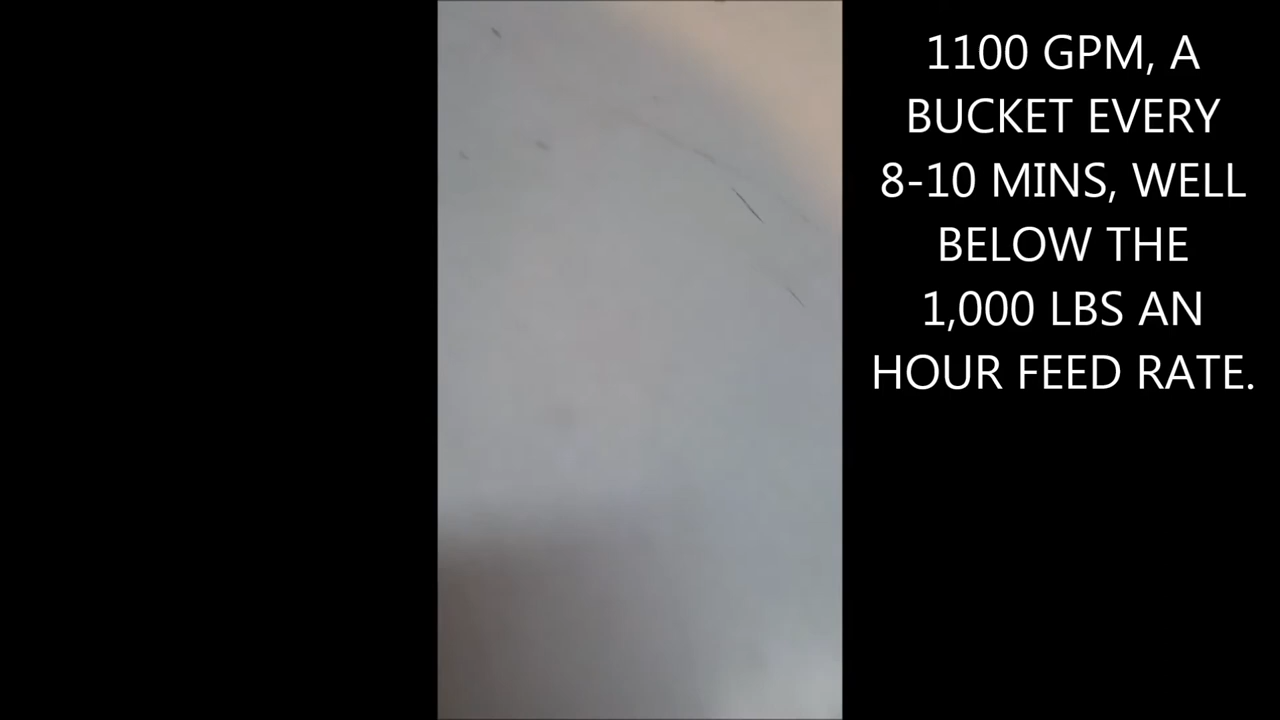 1100 GPM, A
BUCKET EVERY
8-10 MINS, WELL
BELOW THE
1,000 LBS AN
HOUR FEED RATE.